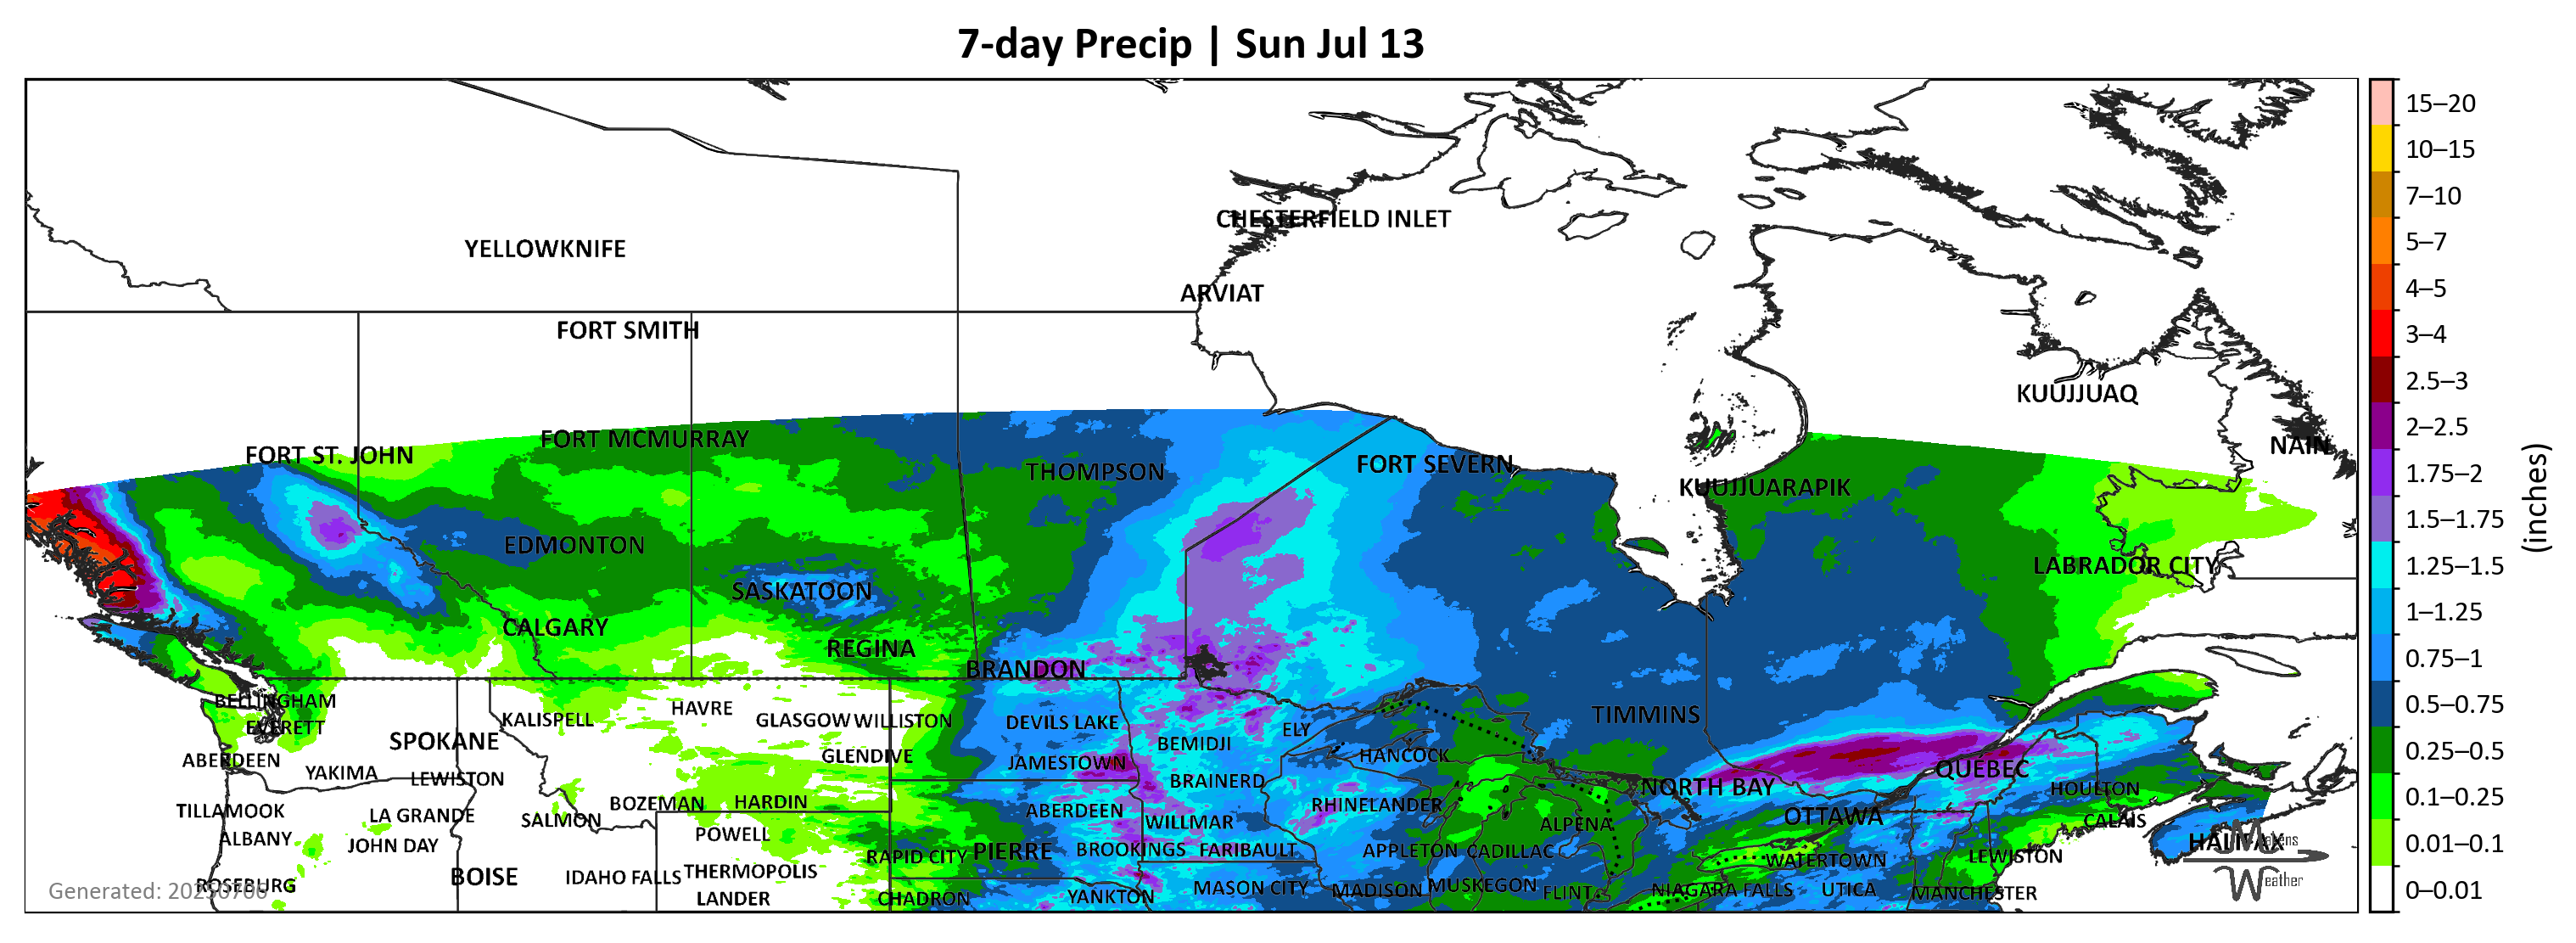 7-day Precip | Sun Jul 13
YELLOWKNIFE
CHESTERFIELD INLET
ARVIAT
FORT SMITH
KUUJJUAQ
FORT ST. JOHN
FORT MCMURRAY
THOMPSON
FORT SEVERN
KUUJJUARAPIK
NAIN
EDMONTON
SASKATOON
LABRADOR CITY
CALGARY
REGINA
BRANDON
BELLINGHAM
EVERETT
KALISPELL
HAVRE
GLASGOW
WILLISTON
DEVILS LAKE
ELY
TIMMINS
SPOKANE
BEMIDJI
ABERDEEN
YAKIMA
LEWISTON
GLENDIVE
JAMESTOWN
BRAINERD
HANCOCK
NORTH BAY
QUEBEC
HOULTON
TILLAMOOK
LA GRANDE
SALMON
BOZEMAN
HARDIN
ABERDEEN
WILLMAR
RHINELANDER
ALPENA
OTTAWA
CALAIS
ALBANY
JOHN DAY
POWELL
RAPID CITY
PIERRE
BROOKINGS
FARIBAULT
APPLETON
CADILLAC
WATERTOWN
LEWISTON
HALIFAX
ROSEBURG
BOISE
IDAHO FALLS
THERMOPOLIS
LANDER
CHADRON
YANKTON
MASON CITY
MADISON
MUSKEGON
FLINT
NIAGARA FALLS
UTICA
MANCHESTER
Weather
15–20
10–15
7–10
5–7
4–5
3–4
2.5–3
2–2.5
1.75–2
1.5–1.75
1.25–1.5
1–1.25
0.75–1
0.5–0.75
0.25–0.5
0.1–0.25
0.01–0.1
0–0.01
(inches)
Generated: